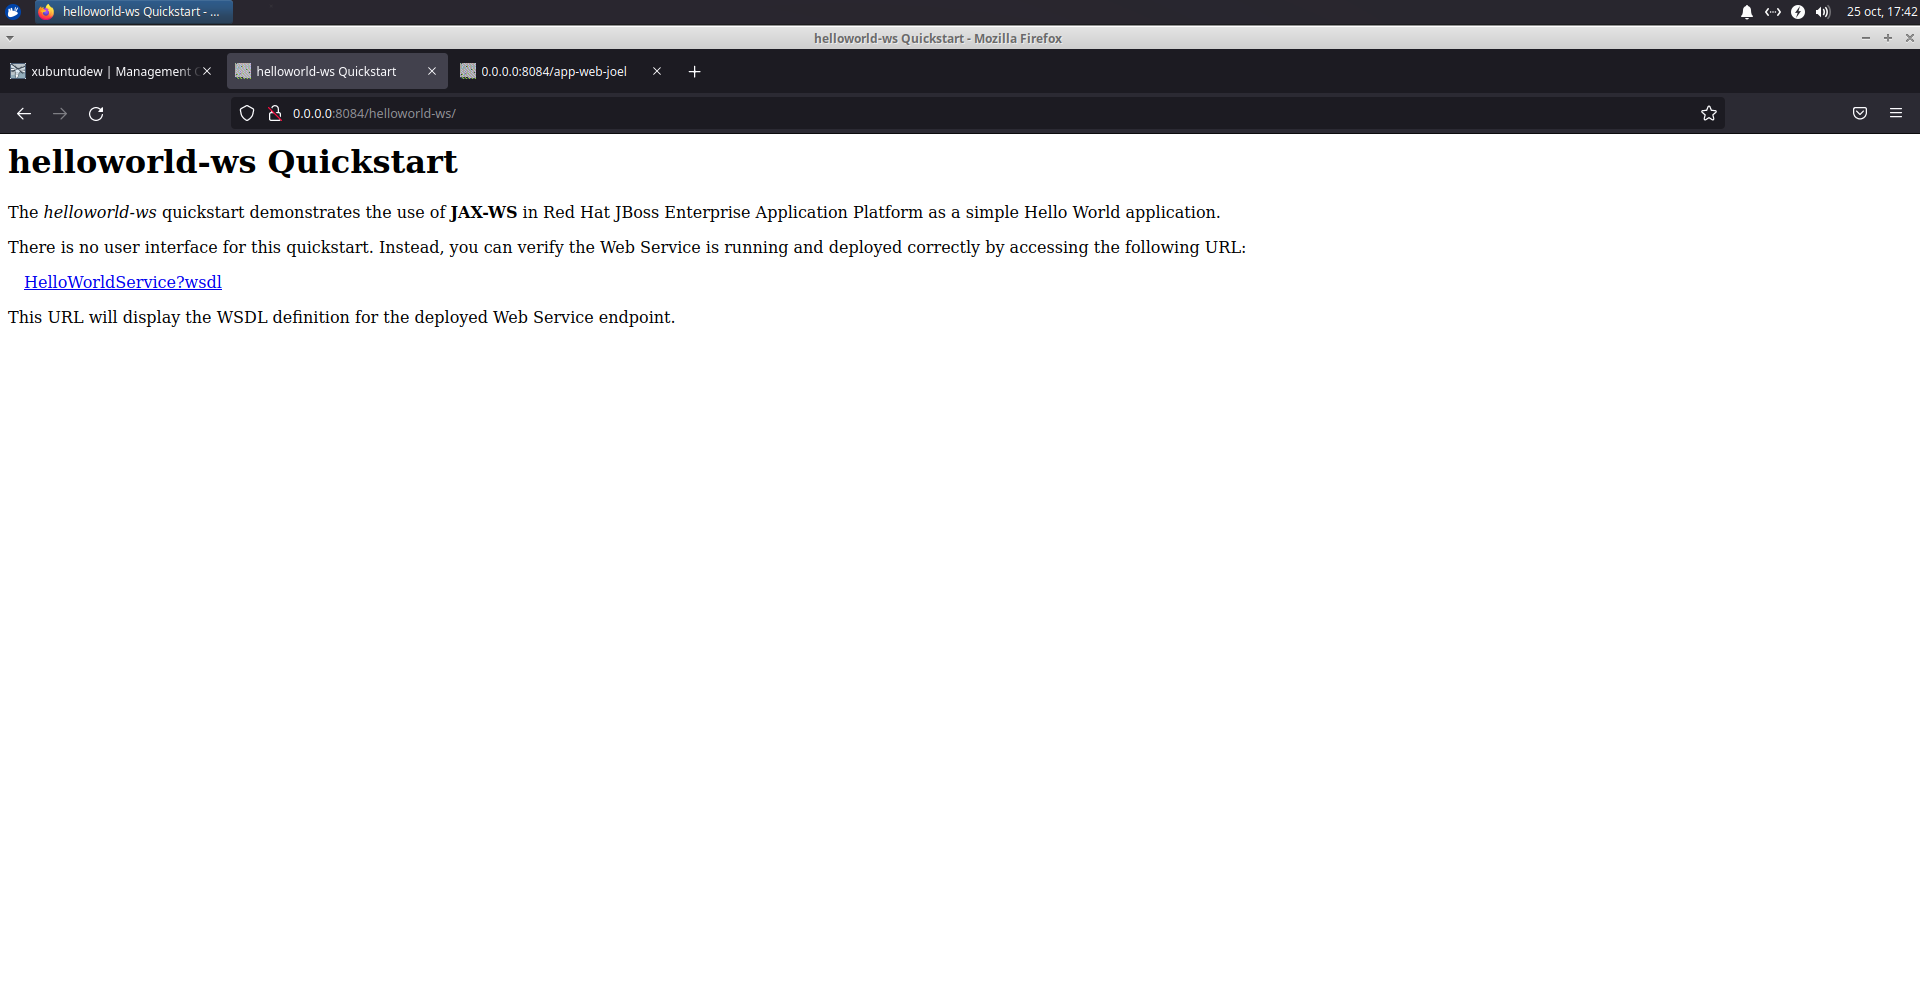 helloworld-ws Quickstart - ...
25 oct, 17:42
helloworld-ws Quickstart - Mozilla Firefox
xubuntudew | Management
helloworld-ws Quickstart
0.0.0.0:8084/app-web-joel
0.0.0.0:8084/helloworld-ws/
helloworld-ws Quickstart
The helloworld-ws quickstart demonstrates the use of JAX-WS in Red Hat JBoss Enterprise Application Platform as a simple Hello World application.
There is no user interface for this quickstart. Instead, you can verify the Web Service is running and deployed correctly by accessing the following URL:
HelloWorldService?wsdl
This URL will display the WSDL definition for the deployed Web Service endpoint.